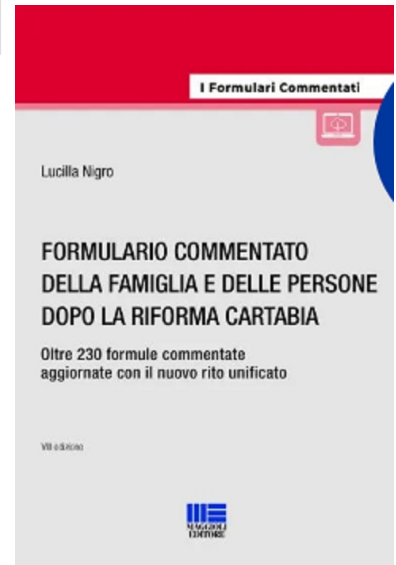 I Formulari Commentati
Lucilla Nigro
FORMULARIO COMMENTATO
DELLA FAMIGLIA E DELLE PERSONE
DOPO LA RIFORMA CARTABIA
Oltre 230 formule commentate
aggiornate con il nuovo rito unificato
VIII edizione
MAGGIOLI
EDITORE